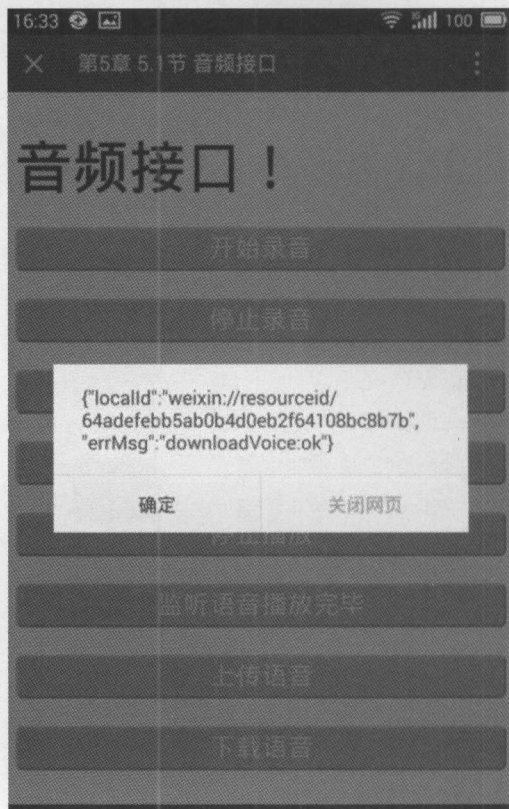 16:33 100
× 第5章 5.1节 音频接口
音频接口！
开始录音
停止录音
{"localId":"weixin://resourceid/
64adefebb5ab0b4d0eb2f64108bc8b7b",
"errMsg":"downloadVoice:ok"}
确定 关闭网页
停止播放
监听语音播放完毕
上传语音
下载语音